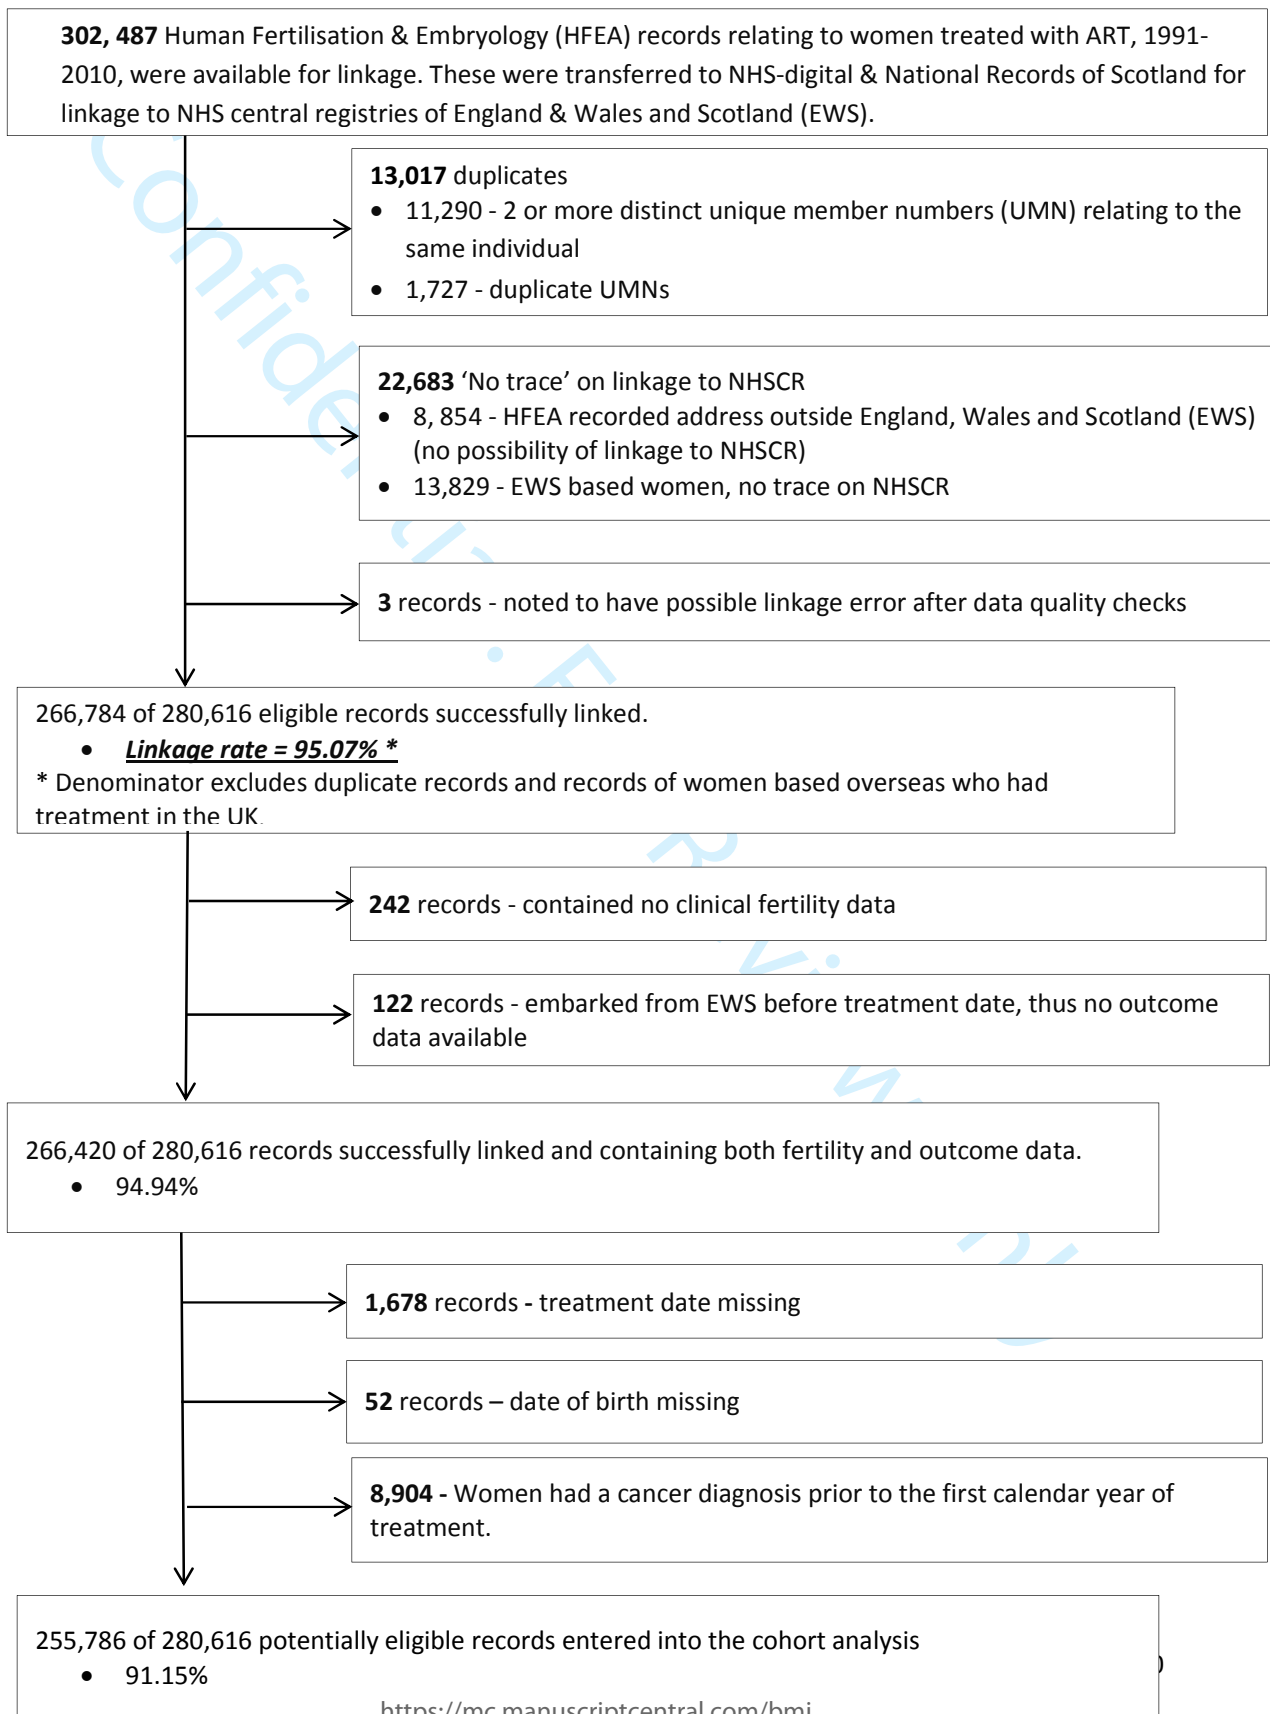 302, 487 Human Fertilisation & Embryology (HFEA) records relating to women treated with ART, 1991-
2010, were available for linkage. These were transferred to NHS-digital & National Records of Scotland for
linkage to NHS central registries of England & Wales and Scotland (EWS).
13,017 duplicates
• 11,290 - 2 or more distinct unique member numbers (UMN) relating to the
same individual
• 1,727 - duplicate UMNs
22,683 ‘No trace’ on linkage to NHSCR
• 8, 854 - HFEA recorded address outside England, Wales and Scotland (EWS)
(no possibility of linkage to NHSCR)
• 13,829 - EWS based women, no trace on NHSCR
3 records - noted to have possible linkage error after data quality checks
266,784 of 280,616 eligible records successfully linked.
• Linkage rate = 95.07% *
* Denominator excludes duplicate records and records of women based overseas who had
treatment in the UK.
242 records - contained no clinical fertility data
122 records - embarked from EWS before treatment date, thus no outcome
data available
266,420 of 280,616 records successfully linked and containing both fertility and outcome data.
• 94.94%
1,678 records - treatment date missing
52 records – date of birth missing
8,904 - Women had a cancer diagnosis prior to the first calendar year of
treatment.
255,786 of 280,616 potentially eligible records entered into the cohort analysis
• 91.15%
https://mc.manuscriptcentral.com/bmj